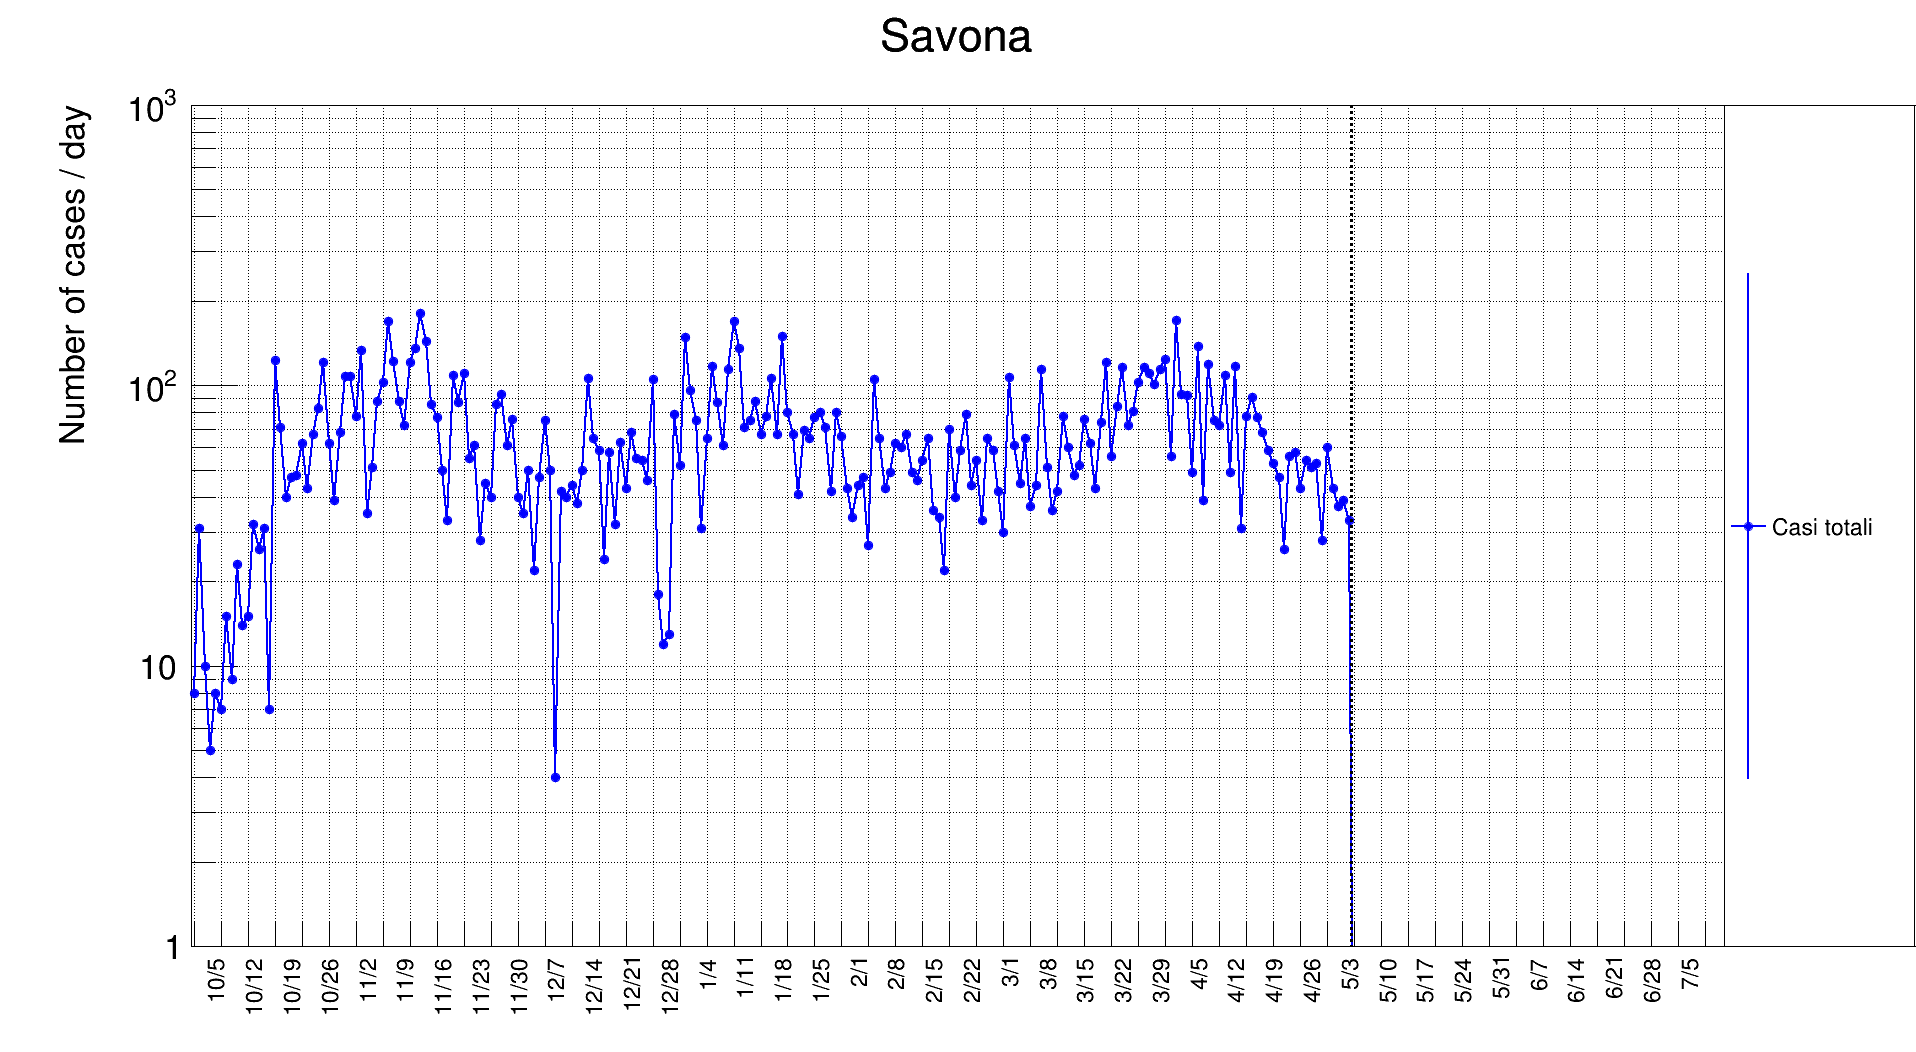 Savona
Number of cases / day
10³
10²
10
1
10/5 10/12 10/19 10/26 11/2 11/9 11/16 11/23 11/30 12/7 12/14 12/21 12/28 1/4 1/11 1/18 1/25 2/1 2/8 2/15 2/22 3/1 3/8 3/15 3/22 3/29 4/5 4/12 4/19 4/26 5/3 5/10 5/17 5/24 5/31 6/7 6/14 6/21 6/28 7/5
Casi totali